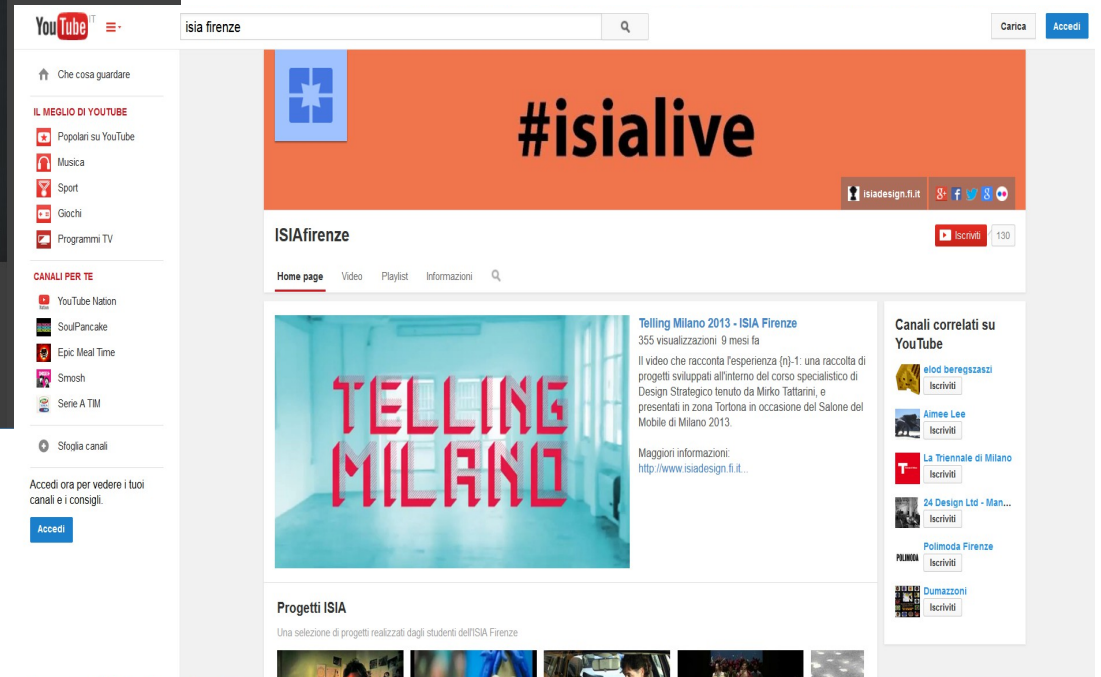 YouTube IT
isia firenze
Carica
Accedi
Che cosa guardare
IL MEGLIO DI YOUTUBE
Popolari su YouTube
Musica
Sport
Giochi
Programmi TV
CANALI PER TE
YouTube Nation
SoulPancake
Epic Meal Time
Smosh
Serie A TIM
Sfoglia canali
Accedi ora per vedere i tuoi
canali e i consigli.
Accedi
#isialive
isiadesign.fi.it
ISIAfirenze
Iscriviti
130
Home page
Video
Playlist
Informazioni
TELLING
MILANO
Telling Milano 2013 - ISIA Firenze
355 visualizzazioni 9 mesi fa
Il video che racconta l'esperienza {n}-1: una raccolta di
progetti sviluppati all'interno del corso specialistico di
Design Strategico tenuto da Mirko Tattarini, e
presentati in zona Tortona in occasione del Salone del
Mobile di Milano 2013.
Maggiori informazioni:
http://www.isiadesign.fi.it...
Progetti ISIA
Una selezione di progetti realizzati dagli studenti dell'ISIA Firenze
Canali correlati su
YouTube
elod beregszaszi
Iscriviti
Aimee Lee
Iscriviti
La Triennale di Milano
Iscriviti
24 Design Ltd - Man...
Iscriviti
POLIMODA
Polimoda Firenze
Iscriviti
Dumazzoni
Iscriviti